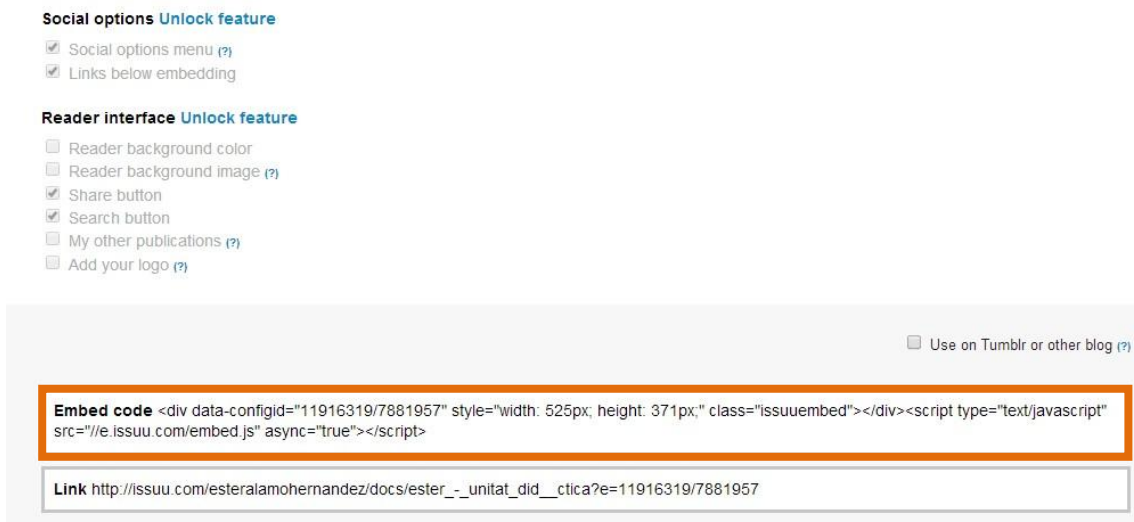 Social options Unlock feature
Social options menu (?)
Links below embedding
Reader interface Unlock feature
Reader background color
Reader background image (?)
Share button
Search button
My other publications (?)
Add your logo (?)
Use on Tumblr or other blog (?)
Embed code <div data-configid="11916319/7881957" style="width: 525px; height: 371px;" class="issuuembed"></div><script type="text/javascript"
src="//e.issuu.com/embed.js" async="true"></script>
Link http://issuu.com/esteralamohernandez/docs/ester_-_unitat_did__ctica?e=11916319/7881957